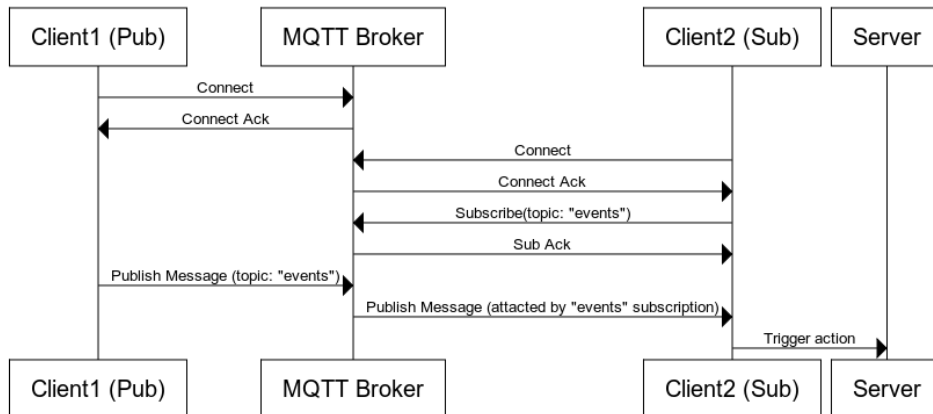 Client1 (Pub)
MQTT Broker
Client2 (Sub)
Server
Connect
Connect Ack
Connect
Connect Ack
Subscribe(topic: "events")
Sub Ack
Publish Message (topic: "events")
Publish Message (attacted by "events" subscription)
Trigger action
Client1 (Pub)
MQTT Broker
Client2 (Sub)
Server